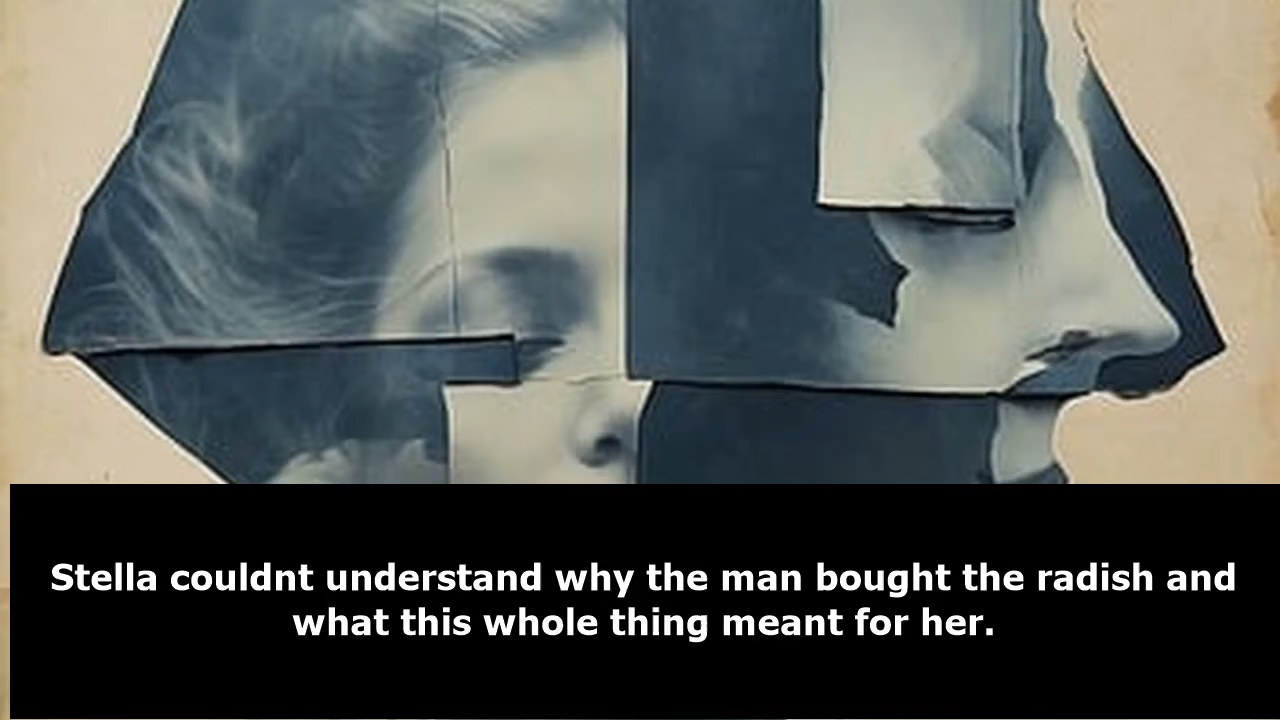 Stella couldnt understand why the man bought the radish and
what this whole thing meant for her.